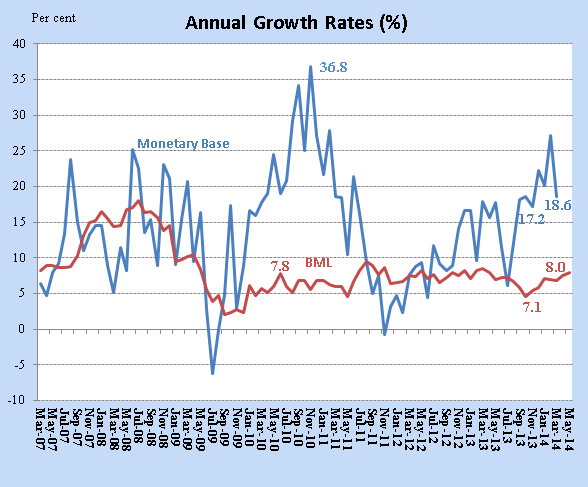 Per cent
Annual Growth Rates (%)
40
35
30
25
20
15
10
5
0
-5
-10
36.8
Monetary Base
7.8
BML
17.2
18.6
8.0
7.1
Mar-07
May-07
Jul-07
Sep-07
Nov-07
Jan-08
Mar-08
May-08
Jul-08
Sep-08
Nov-08
Jan-09
Mar-09
May-09
Jul-09
Sep-09
Nov-09
Jan-10
Mar-10
May-10
Jul-10
Sep-10
Nov-10
Jan-11
Mar-11
May-11
Jul-11
Sep-11
Nov-11
Jan-12
Mar-12
May-12
Jul-12
Sep-12
Nov-12
Jan-13
Mar-13
May-13
Jul-13
Sep-13
Nov-13
Jan-14
Mar-14
May-14